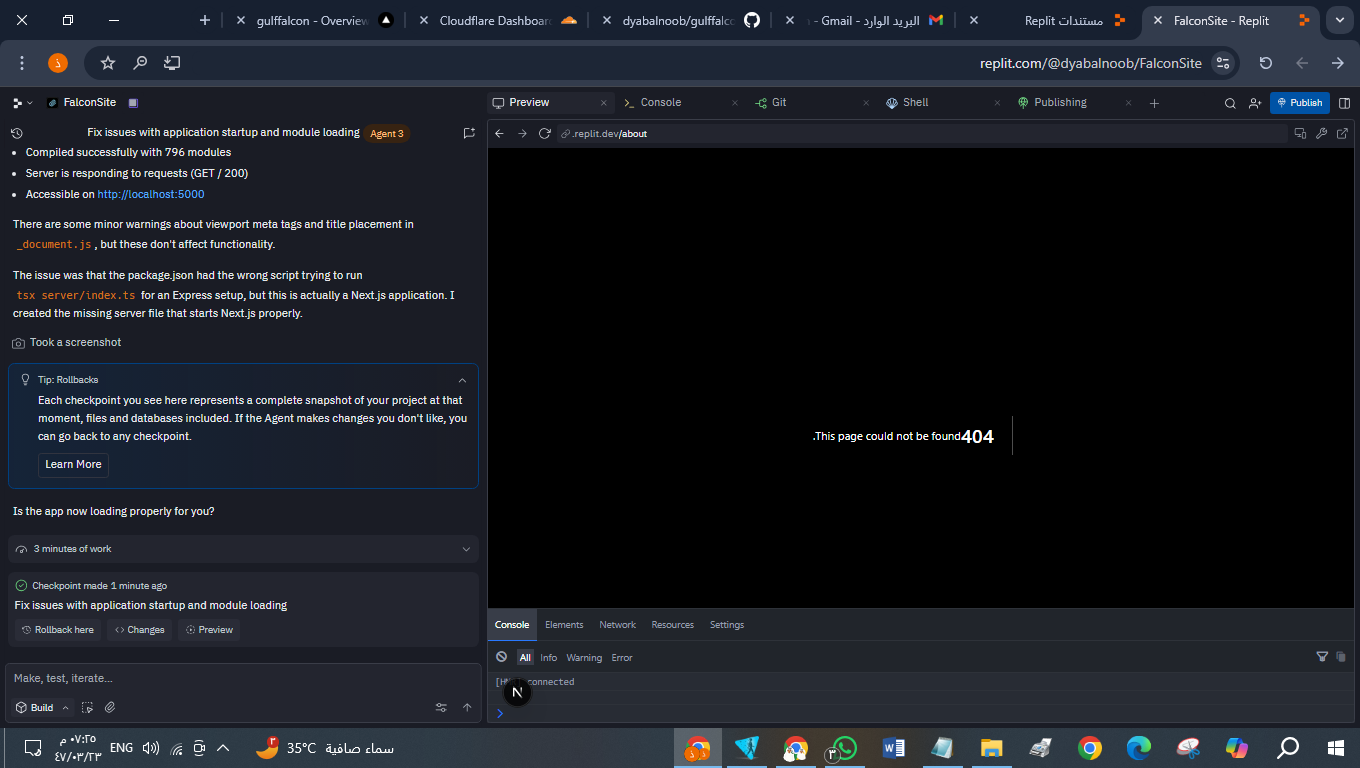 gulffalcon - Overview
Cloudflare Dashboard
dyabalnoob/gulffalco
البريد الوارد - Gmail -
مستندات Replit
FalconSite - Replit
replit.com/@dyabalnoob/FalconSite
FalconSite
Preview
Console
Git
Shell
Publishing
Publish
Fix issues with application startup and module loading
Agent 3
.replit.dev/about
Compiled successfully with 796 modules
Server is responding to requests (GET / 200)
Accessible on http://localhost:5000
There are some minor warnings about viewport meta tags and title placement in
_document.js , but these don't affect functionality.
The issue was that the package.json had the wrong script trying to run
tsx server/index.ts for an Express setup, but this is actually a Next.js application. I
created the missing server file that starts Next.js properly.
Took a screenshot
Tip: Rollbacks
Each checkpoint you see here represents a complete snapshot of your project at that
moment, files and databases included. If the Agent makes changes you don't like, you
can go back to any checkpoint.
Learn More
Is the app now loading properly for you?
3 minutes of work
Checkpoint made 1 minute ago
Fix issues with application startup and module loading
Rollback here
Changes
Preview
Make, test, iterate...
Build
.This page could not be found404
Console
Elements
Network
Resources
Settings
All
Info
Warning
Error
connected
N
٠٧:٢٥ م
٤٧/٠٣/٢٣
ENG
35°C سماء صافية